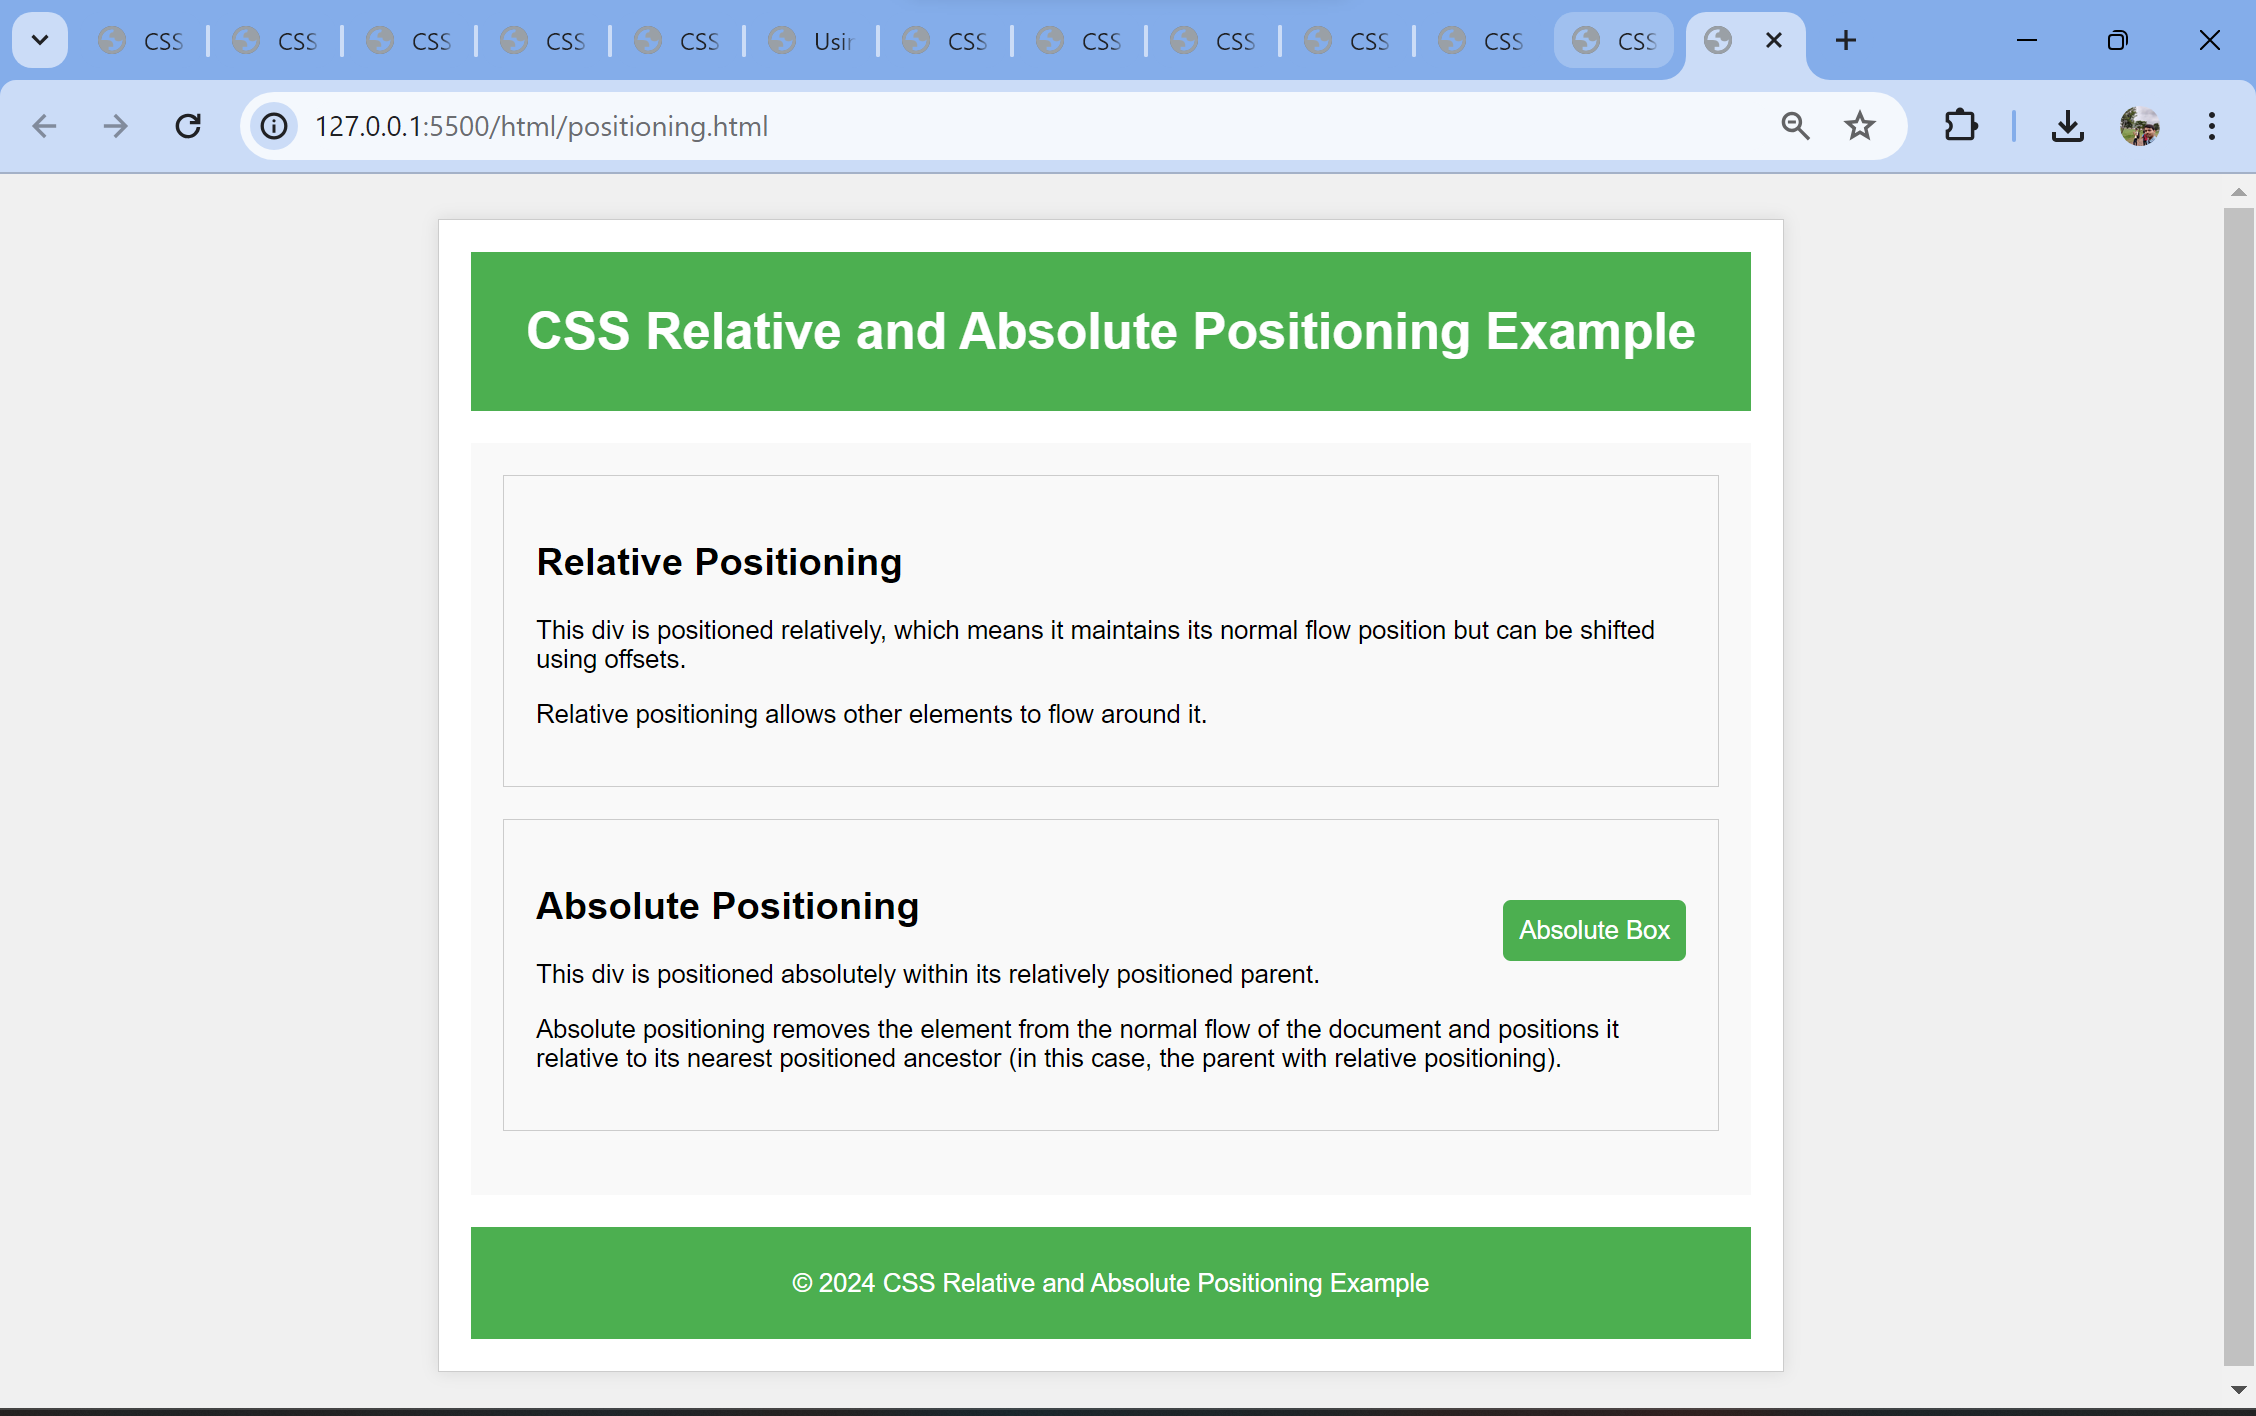 CSS
CSS
CSS
CSS
CSS
Usin
CSS
CSS
CSS
CSS
CSS
CSS
127.0.0.1:5500/html/positioning.html
CSS Relative and Absolute Positioning Example
Relative Positioning
This div is positioned relatively, which means it maintains its normal flow position but can be shifted
using offsets.
Relative positioning allows other elements to flow around it.
Absolute Positioning
Absolute Box
This div is positioned absolutely within its relatively positioned parent.
Absolute positioning removes the element from the normal flow of the document and positions it
relative to its nearest positioned ancestor (in this case, the parent with relative positioning).
© 2024 CSS Relative and Absolute Positioning Example